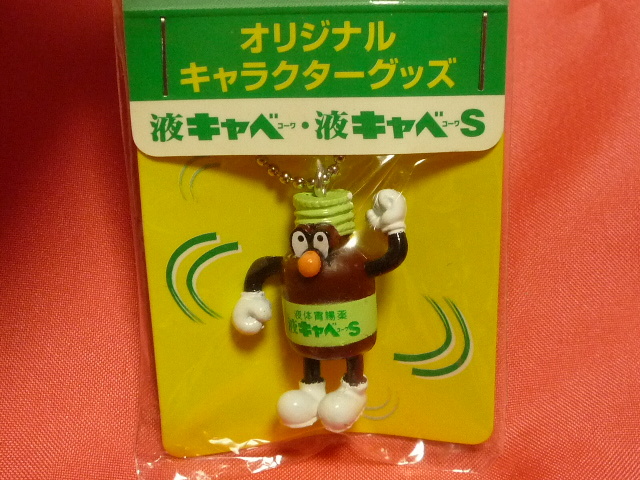 オリジナル
キャラクターグッズ
液キャベコーワ・液キャベコーワS
液体胃腸薬
液キャベコーワS